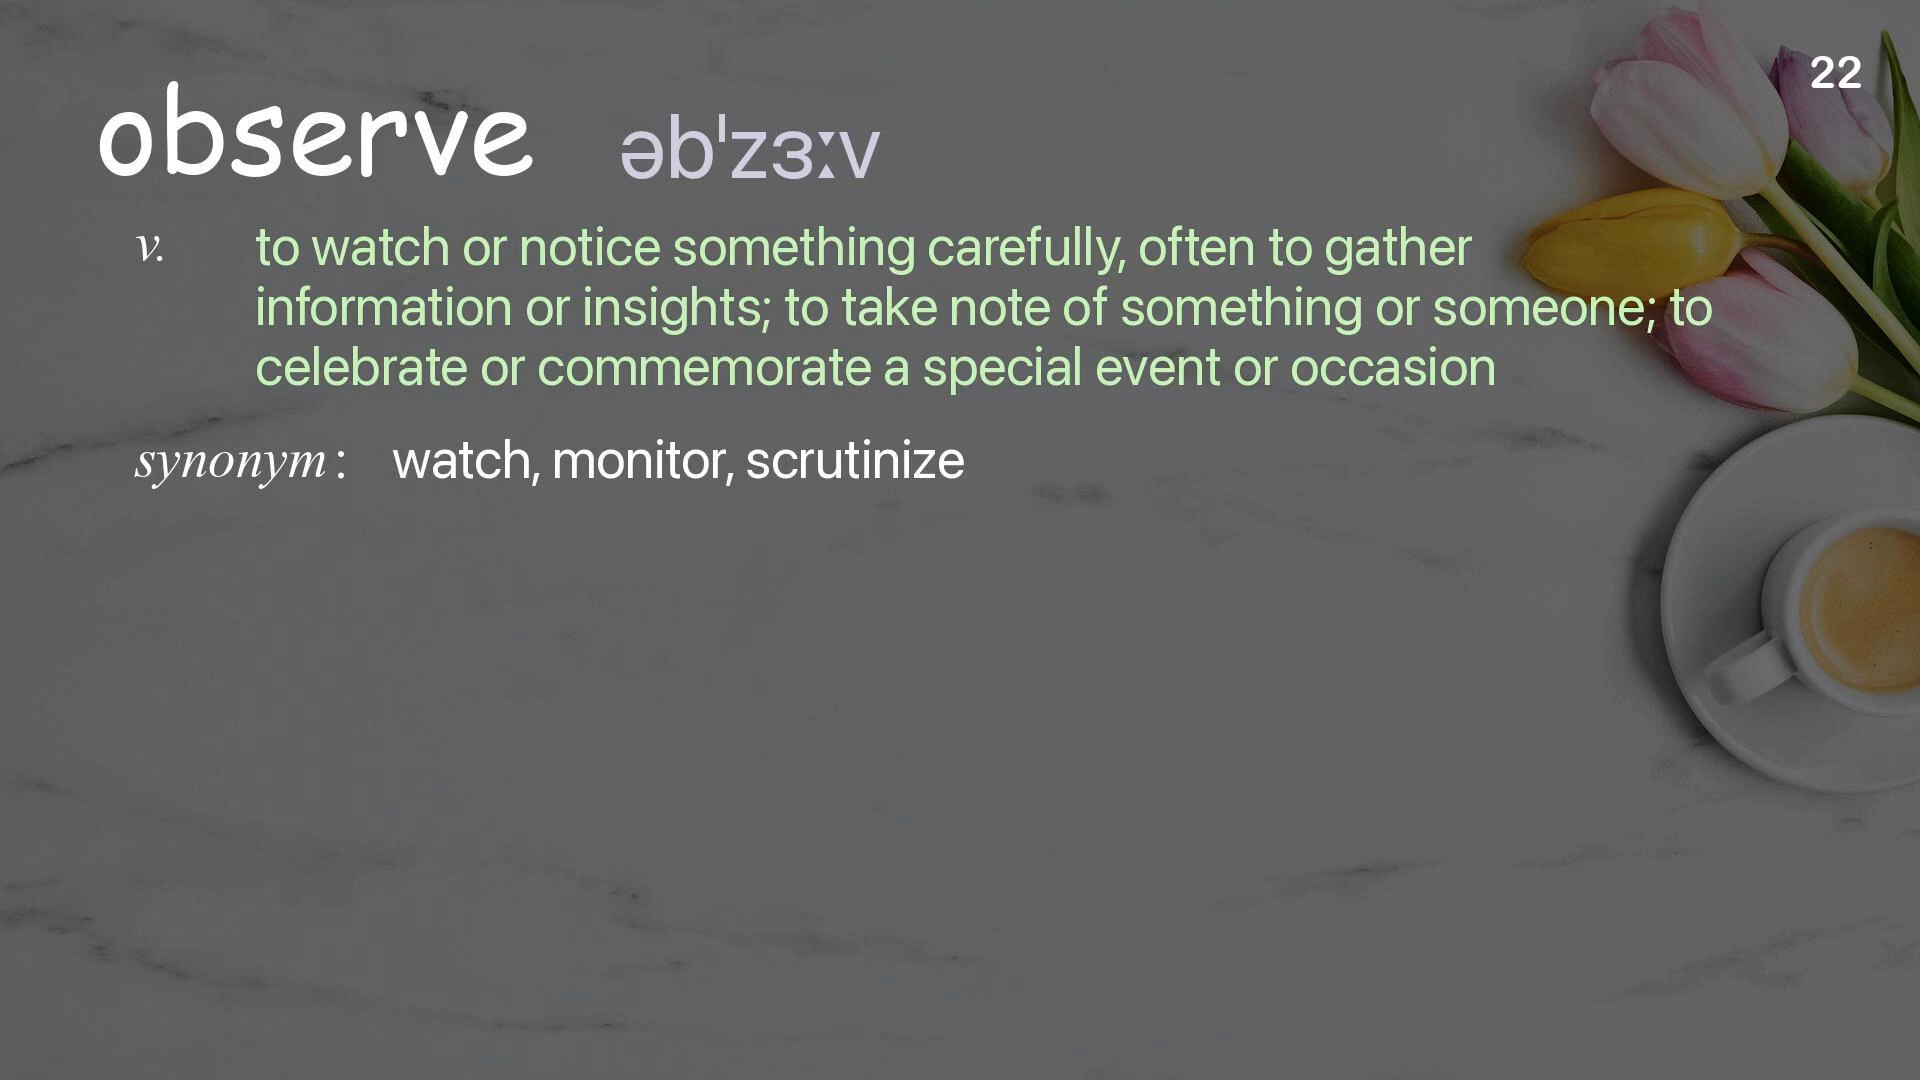 22
observe əbˈzɜːv
v. to watch or notice something carefully, often to gather
information or insights; to take note of something or someone; to
celebrate or commemorate a special event or occasion
synonym: watch, monitor, scrutinize